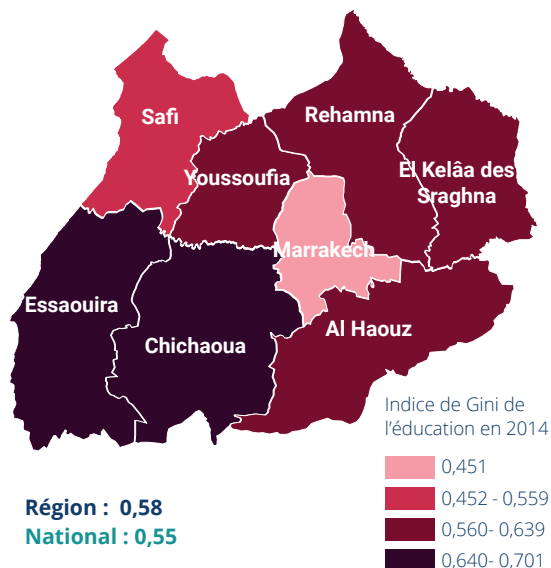 Safi
Rehamna
Youssoufia
El Kelâa des
Sraghna
Marrakech
Essaouira
Chichaoua
Al Haouz
Indice de Gini de
l'éducation en 2014
0,451
0,452 - 0,559
0,560- 0,639
0,640- 0,701
Région : 0,58
National : 0,55